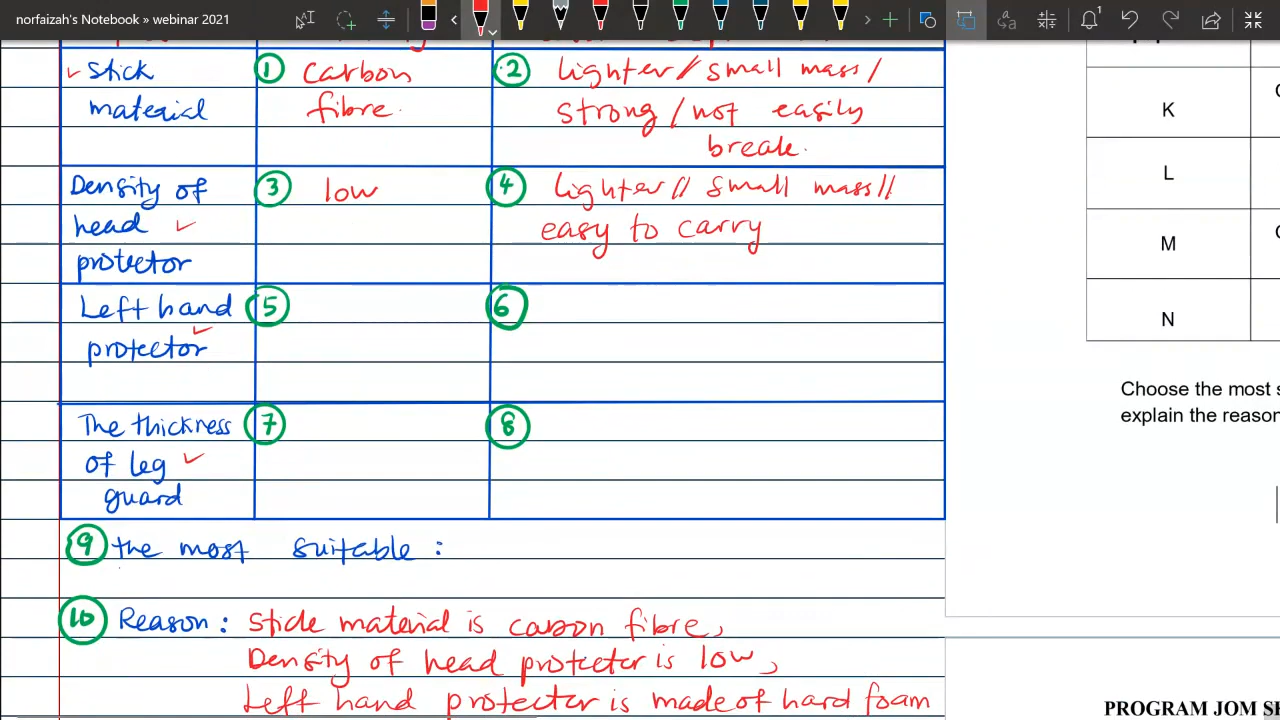 norfaizah's Notebook » webinar 2021
✓ Stick material
① Carbon fibre.
② lighter // small mass /
strong / not easily
break.
Density of
head ✓
protector
③ low
④ lighter // small mass //
easy to carry
Left hand
protector ✓
⑤
⑥
The thickness
of leg ✓
guard
⑦
⑧
⑨ the most suitable :
⑩ Reason : Stick material is carbon fibre,
Density of head protecter is low,
Left hand protecter is made of hard foam
K
L
M
N
Choose the most s
explain the reason
PROGRAM JOM SE